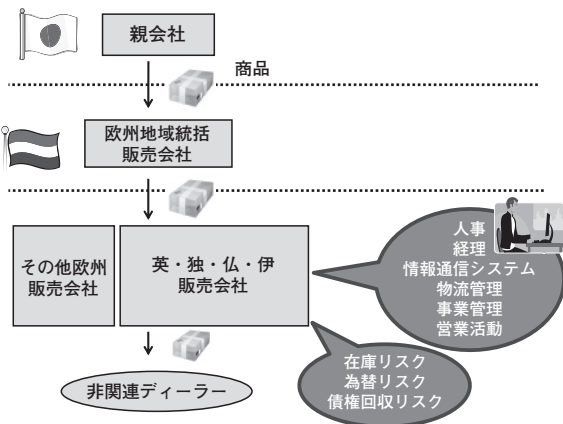 親会社
商品
欧州地域統括
販売会社
その他欧州
販売会社
英・独・仏・伊
販売会社
人事
経理
情報通信システム
物流管理
事業管理
営業活動
在庫リスク
為替リスク
債権回収リスク
非関連ディーラー